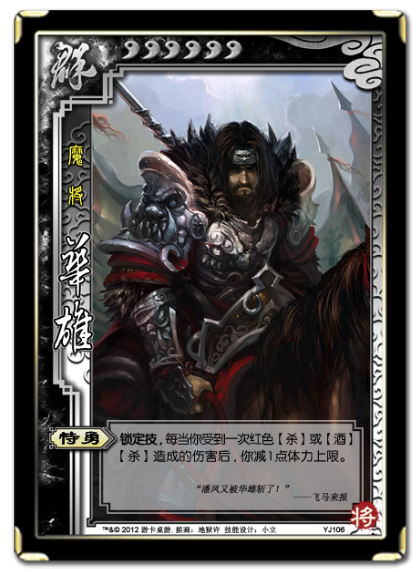 群
魔将
華雄
恃勇
锁定技，每当你受到一次红色【杀】或【酒】
【杀】造成的伤害后，你减1点体力上限。
“潘凤又被华雄斩了！”
——飞马来报
™&© 2012 游卡桌游. 插画：地狱许 技能设计：小立
YJ106
将